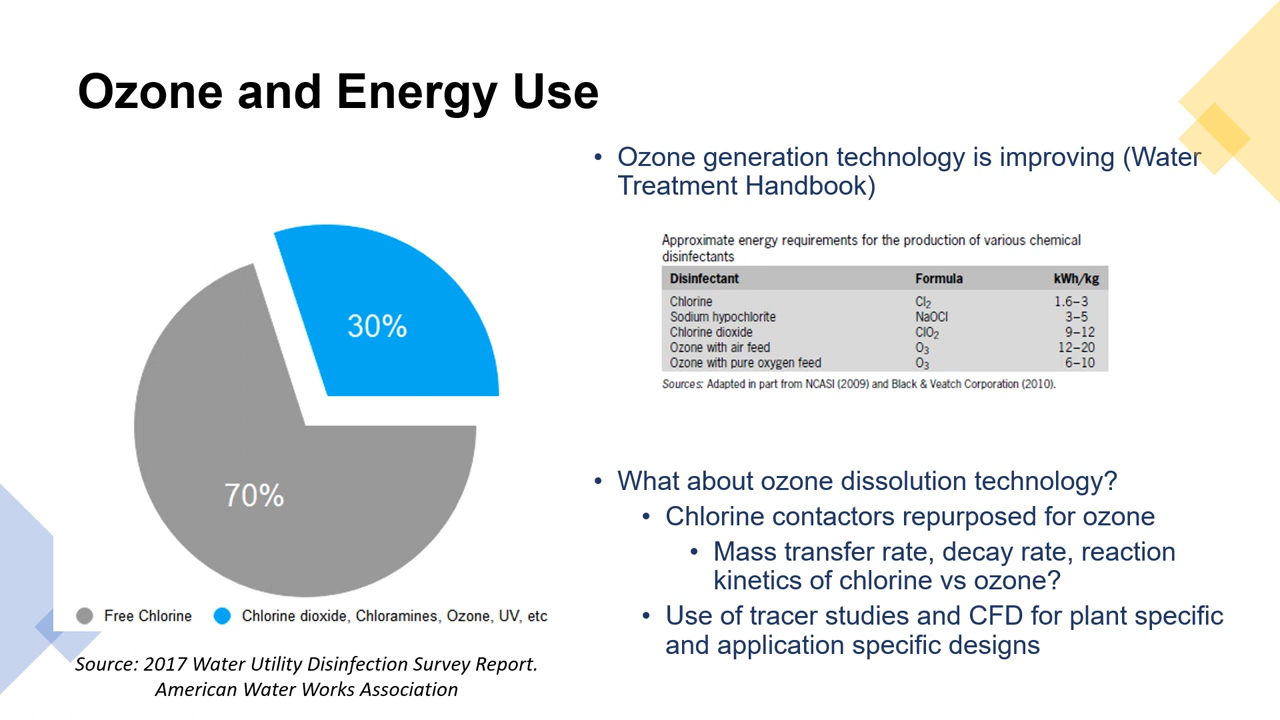 Ozone and Energy Use
• Ozone generation technology is improving (Water
Treatment Handbook)
Approximate energy requirements for the production of various chemical
disinfectants
Disinfectant Formula kWh/kg
Chlorine Cl₂ 1.6–3
Sodium hypochlorite NaOCl 3–5
Chlorine dioxide ClO₂ 9–12
Ozone with air feed O₃ 12–20
Ozone with pure oxygen feed O₃ 6–10
Sources: Adapted in part from NCASI (2009) and Black & Veatch Corporation (2010).
30%
70%
Free Chlorine Chlorine dioxide, Chloramines, Ozone, UV, etc
Source: 2017 Water Utility Disinfection Survey Report.
American Water Works Association
• What about ozone dissolution technology?
• Chlorine contactors repurposed for ozone
• Mass transfer rate, decay rate, reaction
kinetics of chlorine vs ozone?
• Use of tracer studies and CFD for plant specific
and application specific designs